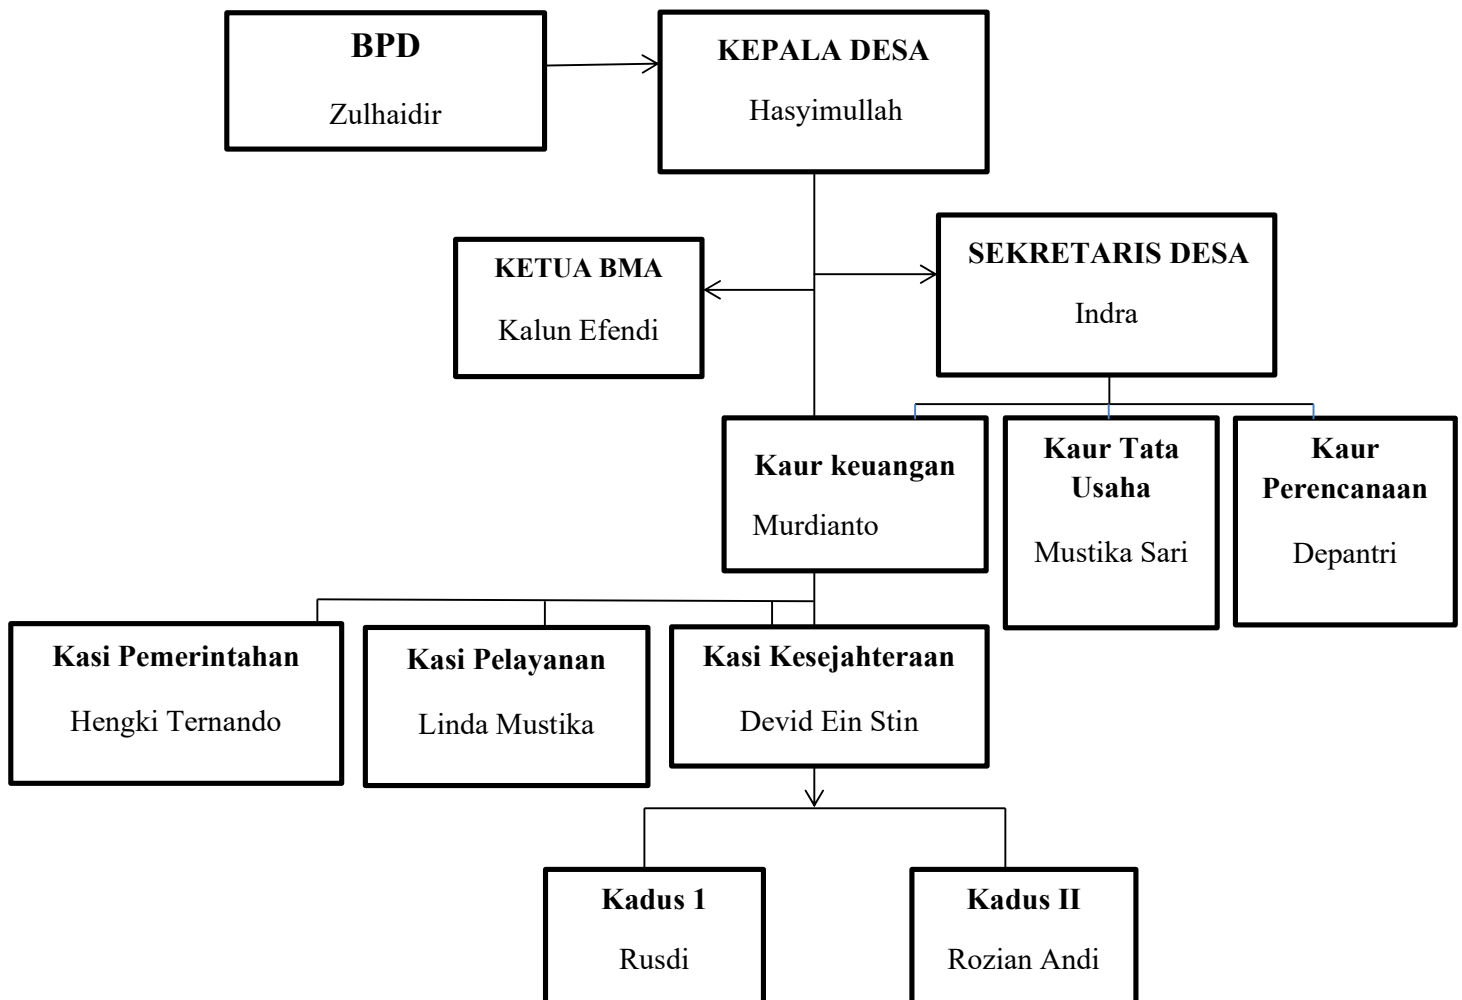 BPD
Zulhaidir
KEPALA DESA
Hasyimullah
KETUA BMA
Kalun Efendi
SEKRETARIS DESA
Indra
Kaur keuangan
Murdianto
Kaur Tata
Usaha
Mustika Sari
Kaur
Perencanaan
Depantri
Kasi Pemerintahan
Hengki Ternando
Kasi Pelayanan
Linda Mustika
Kasi Kesejahteraan
Devid Ein Stin
Kadus 1
Rusdi
Kadus II
Rozian Andi